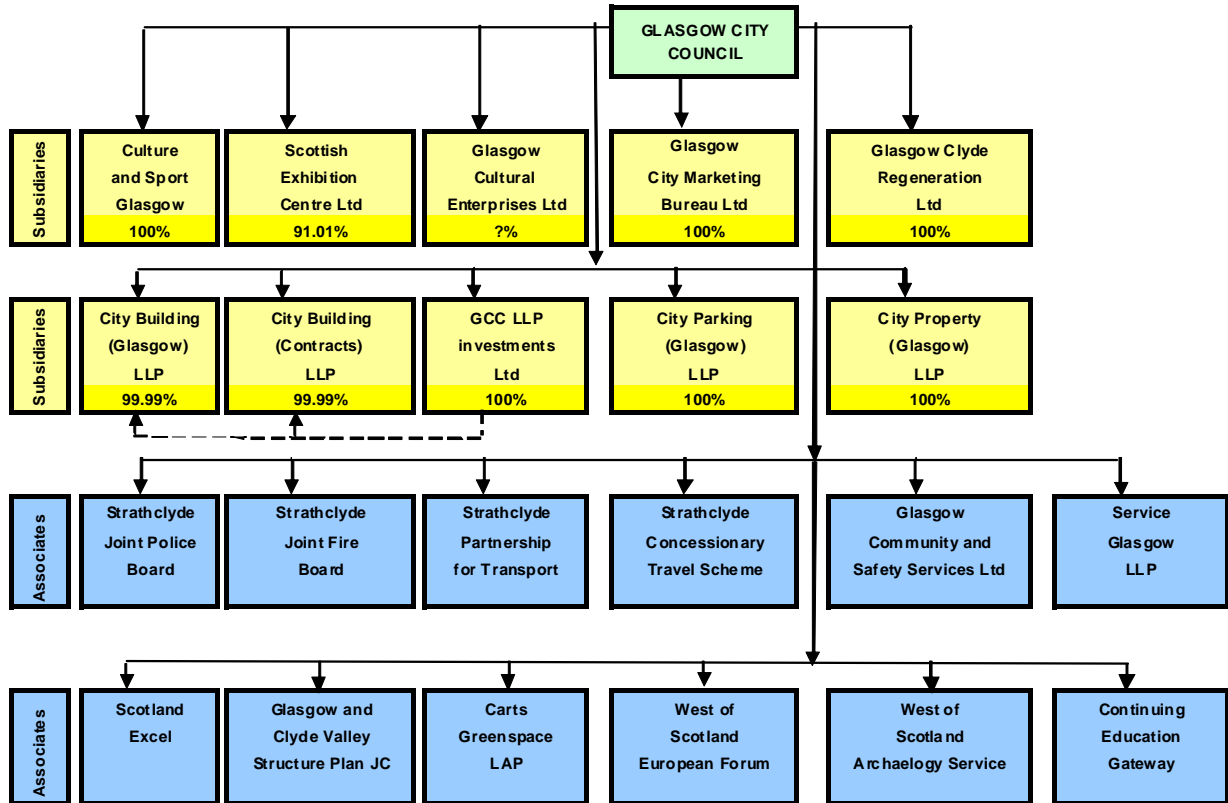 GLASGOW CITY
COUNCIL
Subsidiaries
Culture
and Sport
Glasgow
100%
Scottish
Exhibition
Centre Ltd
91.01%
Glasgow
Cultural
Enterprises Ltd
?%
Glasgow
City Marketing
Bureau Ltd
100%
Glasgow Clyde
Regeneration
Ltd
100%
Subsidiaries
City Building
(Glasgow)
LLP
99.99%
City Building
(Contracts)
LLP
99.99%
GCC LLP
investments
Ltd
100%
City Parking
(Glasgow)
LLP
100%
City Property
(Glasgow)
LLP
100%
Associates
Strathclyde
Joint Police
Board
Strathclyde
Joint Fire
Board
Strathclyde
Partnership
for Transport
Strathclyde
Concessionary
Travel Scheme
Glasgow
Community and
Safety Services Ltd
Service
Glasgow
LLP
Associates
Scotland
Excel
Glasgow and
Clyde Valley
Structure Plan JC
Carts
Greenspace
LAP
West of
Scotland
European Forum
West of
Scotland
Archaelogy Service
Continuing
Education
Gateway